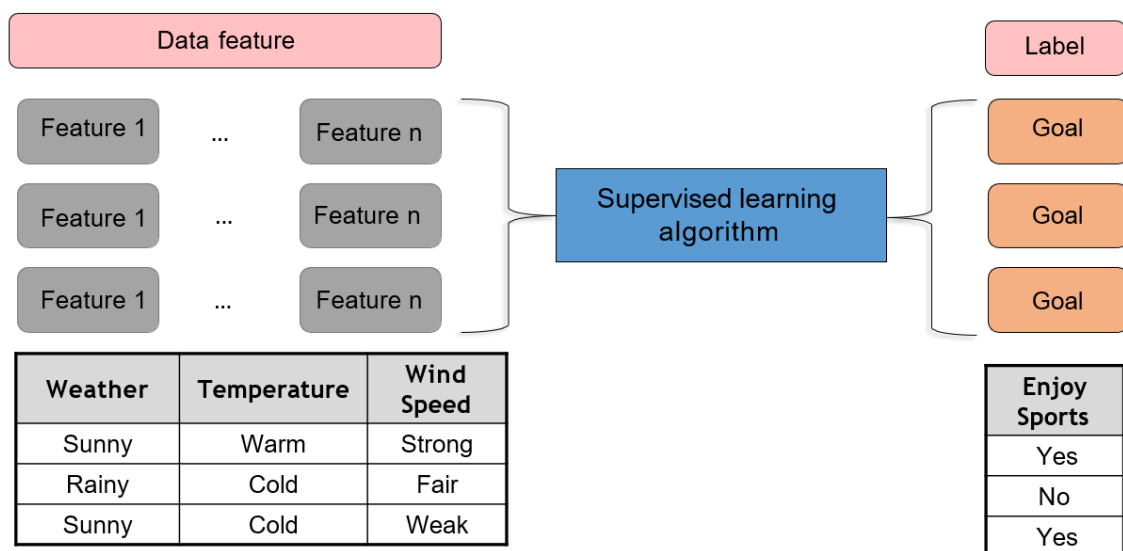 Data feature
Label
Feature 1 ... Feature n
Goal
Feature 1 ... Feature n
Goal
Feature 1 ... Feature n
Goal
Supervised learning
algorithm
Weather Temperature Wind
Speed
Sunny Warm Strong
Rainy Cold Fair
Sunny Cold Weak
Enjoy
Sports
Yes
No
Yes